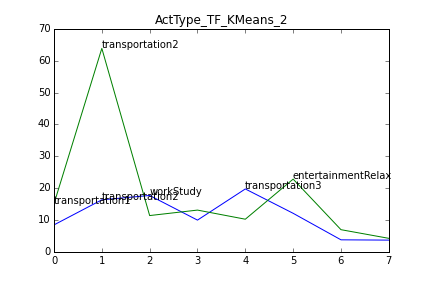 ActType_TF_KMeans_2
70
60
50
40
30
20
10
0
transportation2
entertainmentRelax
transportation3
workStudy
transportation2
transportation1
0 1 2 3 4 5 6 7